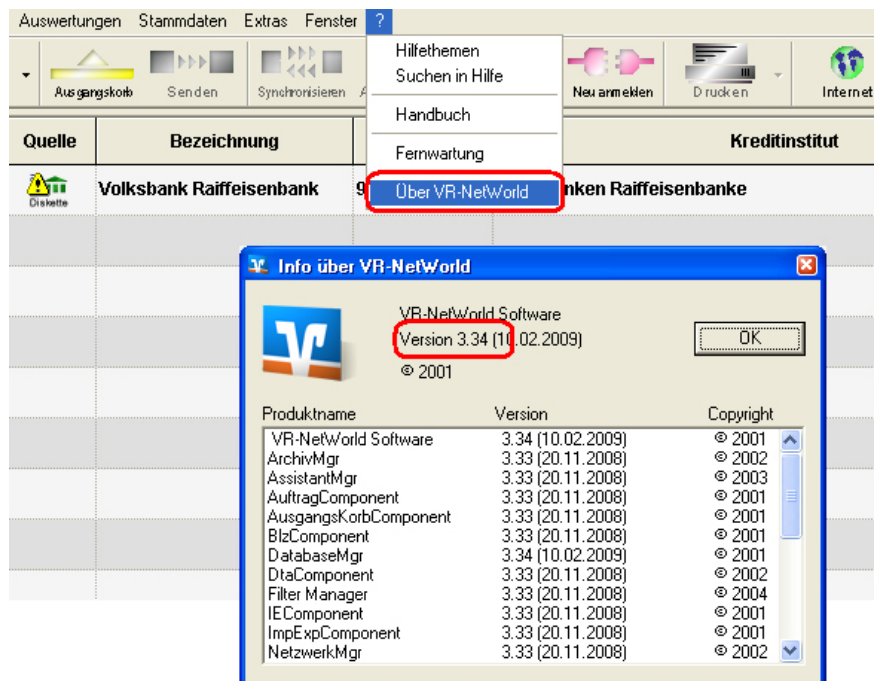 Auswertungen Stammdaten Extras Fenster ?
Hilfethemen
Suchen in Hilfe
Handbuch
Fernwartung
Über VR-NetWorld
Ausgangskorb Senden Synchronisieren Neu anmelden Drucken Internet
Quelle Bezeichnung Kreditinstitut
Diskette Volksbank Raiffeisenbank 9 nken Raiffeisenbanke
Info über VR-NetWorld
VR-NetWorld Software
Version 3.34 (10.02.2009)
OK
© 2001
Produktname Version Copyright
VR-NetWorld Software 3.34 (10.02.2009) © 2001
ArchivMgr 3.33 (20.11.2008) © 2002
AssistantMgr 3.33 (20.11.2008) © 2003
AuftragComponent 3.33 (20.11.2008) © 2001
AusgangsKorbComponent 3.33 (20.11.2008) © 2001
BlzComponent 3.33 (20.11.2008) © 2001
DatabaseMgr 3.34 (10.02.2009) © 2001
DtaComponent 3.33 (20.11.2008) © 2002
Filter Manager 3.33 (20.11.2008) © 2004
IEComponent 3.33 (20.11.2008) © 2001
ImpExpComponent 3.33 (20.11.2008) © 2001
NetzwerkMgr 3.33 (20.11.2008) © 2002